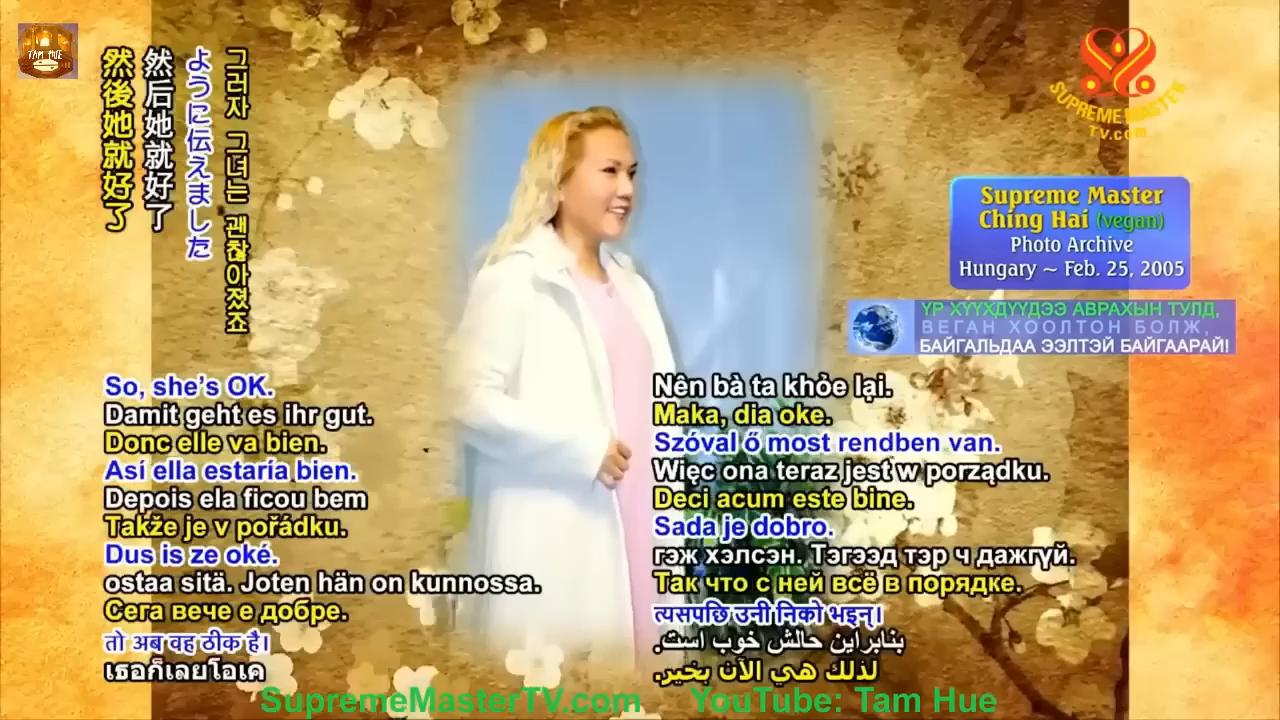 TAM HUE
그러자 그녀는 괜찮아졌죠
ように伝えました
然后她就好了
然後她就好了
SUPREME MASTER
TV.com
Supreme Master
Ching Hai (vegan)
Photo Archive
Hungary ~ Feb. 25, 2005
ҮР ХҮҮХДҮҮДЭЭ АВРАХЫН ТУЛД,
ВЕГАН ХООЛТОН БОЛЖ,
БАЙГАЛЬДАА ЭЭЛТЭЙ БАЙГААРАЙ!
So, she's OK.
Damit geht es ihr gut.
Donc elle va bien.
Así ella estaría bien.
Depois ela ficou bem
Takže je v pořádku.
Dus is ze oké.
ostaa sitä. Joten hän on kunnossa.
Сега вече е добре.
तो अब वह ठीक है।
เธอก็เลยโอเค
Nên bà ta khỏe lại.
Maka, dia oke.
Szóval ő most rendben van.
Więc ona teraz jest w porządku.
Deci acum este bine.
Sada je dobro.
гэж хэлсэн. Тэгээд тэр ч дажгүй.
Так что с ней всё в порядке.
त्यसपछि उनी निको भइन्।
بنابراین حالش خوب است.
لذلك هي الآن بخير.
SupremeMasterTV.com YouTube: Tam Hue